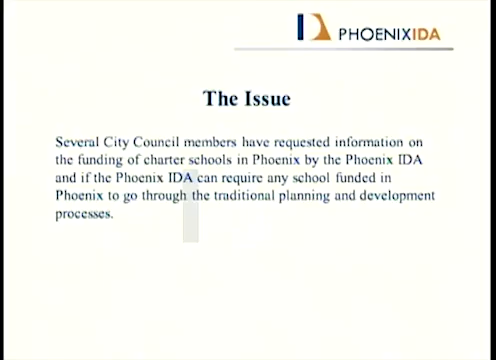 PHOENIXIDA
The Issue
Several City Council members have requested information on
the funding of charter schools in Phoenix by the Phoenix IDA
and if the Phoenix IDA can require any school funded in
Phoenix to go through the traditional planning and development
processes.